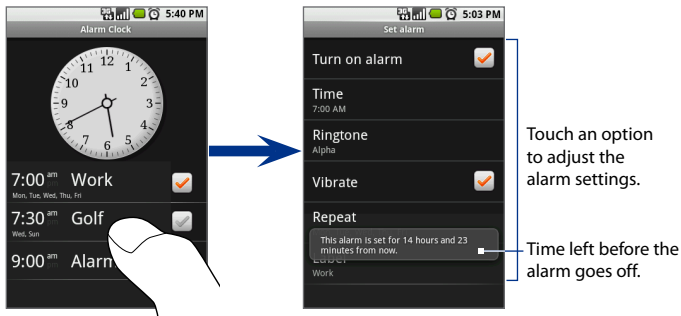 3G 5:40 PM
Alarm Clock
12
11 1
2
9 3
8 4
7 6 5
7:00 am Work
Mon, Tue, Wed, Thu, Fri
7:30 am Golf
Wed, Sun
9:00 am Alarm
3G 5:03 PM
Set alarm
Turn on alarm
Time
7:00 AM
Ringtone
Alpha
Vibrate
Repeat
This alarm is set for 14 hours and 23
minutes from now.
Label
Work
Touch an option
to adjust the
alarm settings.
Time left before the
alarm goes off.